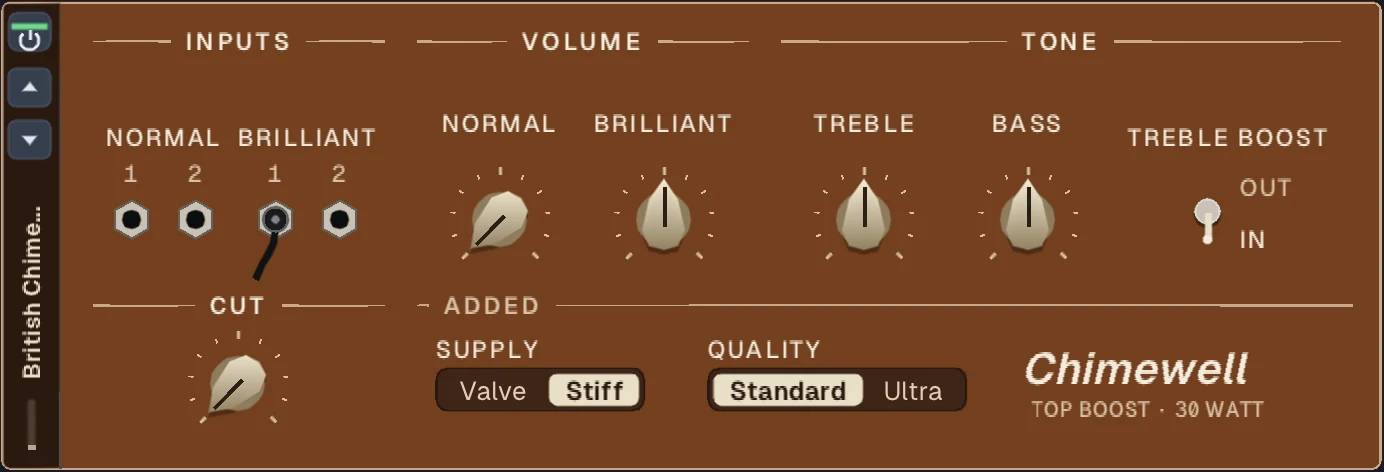 INPUTS
VOLUME
TONE
NORMAL
BRILLIANT
1
2
1
2
NORMAL
BRILLIANT
TREBLE
BASS
TREBLE BOOST
OUT
IN
CUT
ADDED
SUPPLY
Valve
Stiff
QUALITY
Standard
Ultra
Chimewell
TOP BOOST · 30 WATT
British Chime...